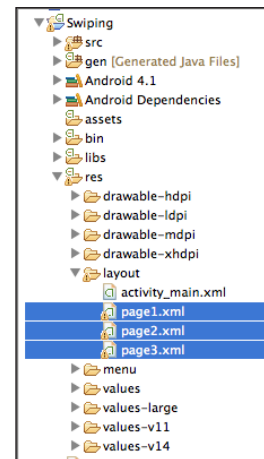 Swiping
src
gen [Generated Java Files]
Android 4.1
Android Dependencies
assets
bin
libs
res
drawable-hdpi
drawable-ldpi
drawable-mdpi
drawable-xhdpi
layout
activity_main.xml
page1.xml
page2.xml
page3.xml
menu
values
values-large
values-v11
values-v14